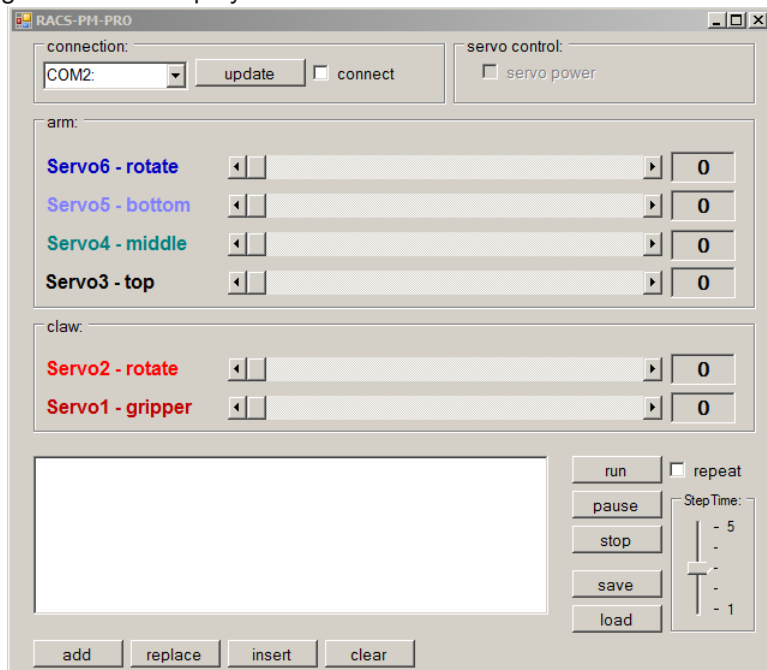 RACS-PM-PRO
connection:
COM2:
update
connect
servo control:
servo power
arm:
Servo6 - rotate
0
Servo5 - bottom
0
Servo4 - middle
0
Servo3 - top
0
claw:
Servo2 - rotate
0
Servo1 - gripper
0
run
repeat
pause
stop
save
load
StepTime:
- 5
- 1
add
replace
insert
clear